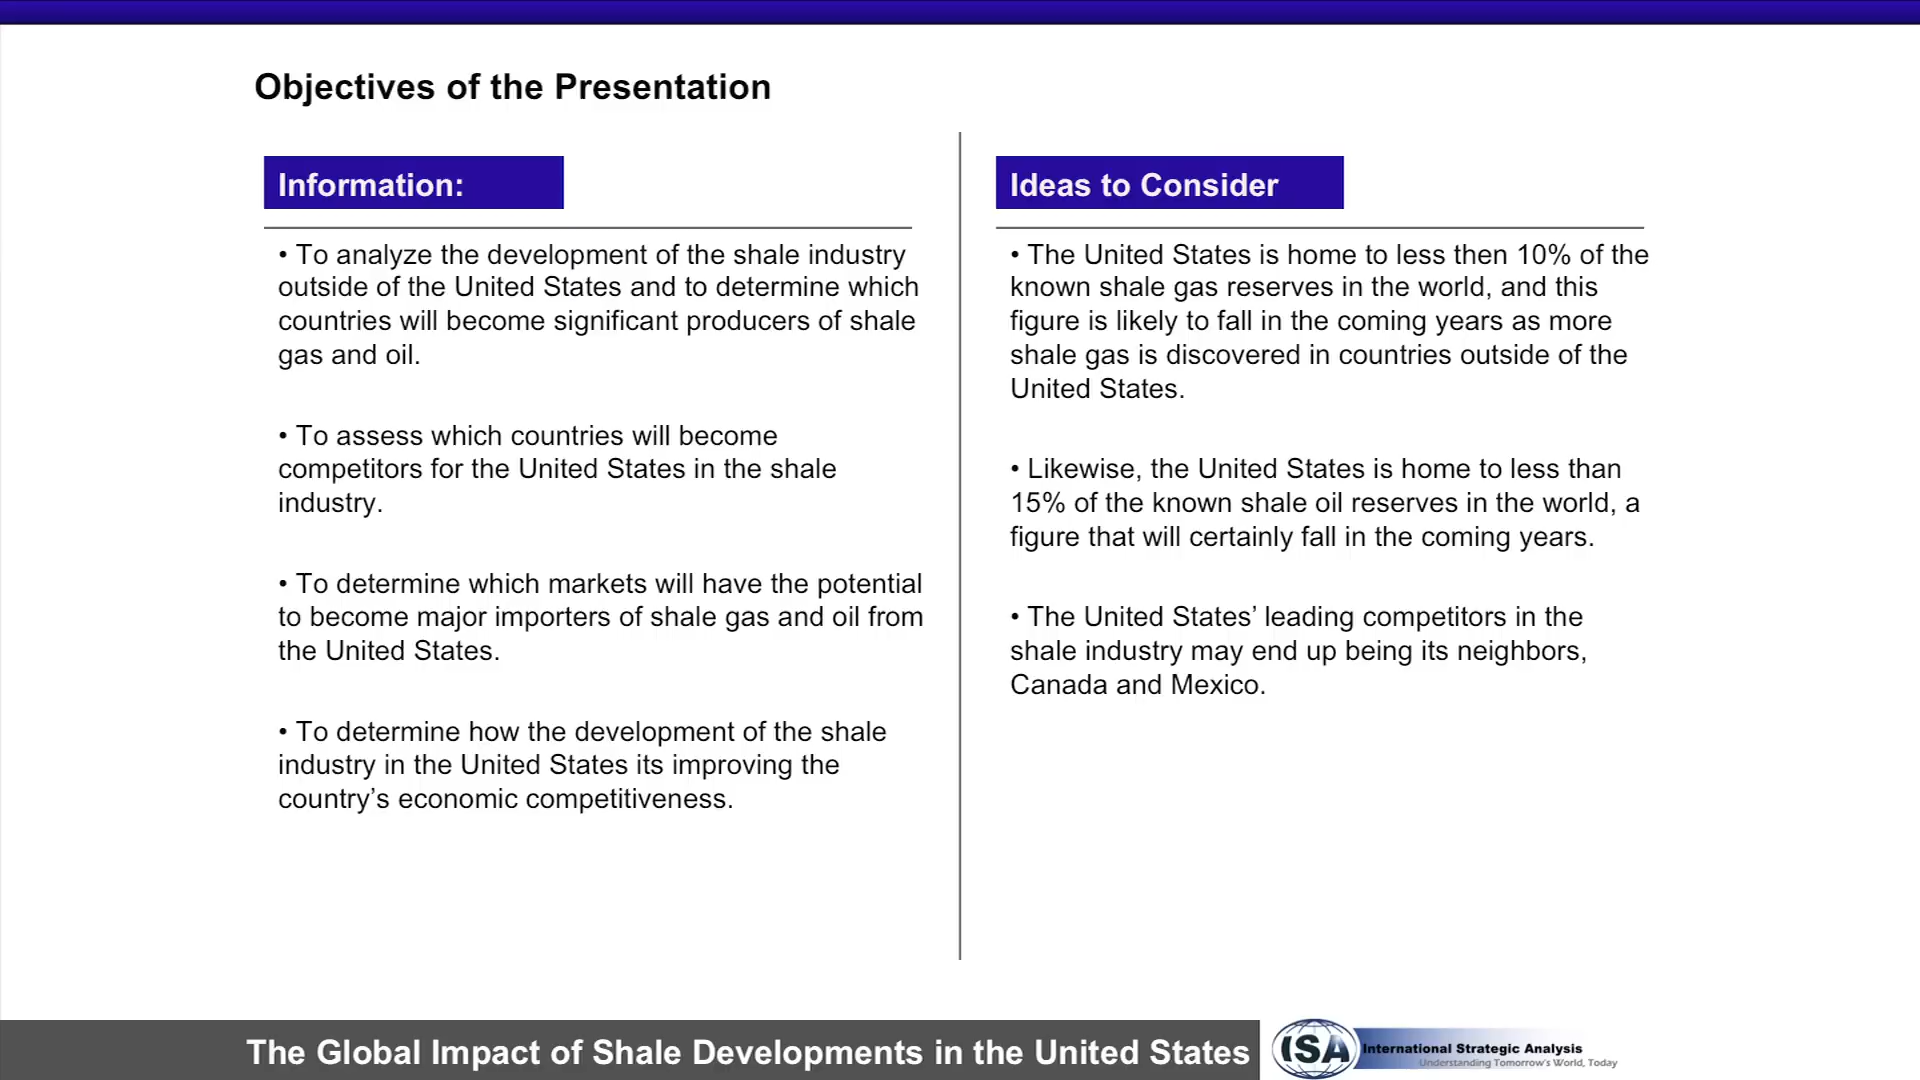 Objectives of the Presentation
Information:
• To analyze the development of the shale industry
outside of the United States and to determine which
countries will become significant producers of shale
gas and oil.
• To assess which countries will become
competitors for the United States in the shale
industry.
• To determine which markets will have the potential
to become major importers of shale gas and oil from
the United States.
• To determine how the development of the shale
industry in the United States its improving the
country’s economic competitiveness.
Ideas to Consider
• The United States is home to less then 10% of the
known shale gas reserves in the world, and this
figure is likely to fall in the coming years as more
shale gas is discovered in countries outside of the
United States.
• Likewise, the United States is home to less than
15% of the known shale oil reserves in the world, a
figure that will certainly fall in the coming years.
• The United States’ leading competitors in the
shale industry may end up being its neighbors,
Canada and Mexico.
The Global Impact of Shale Developments in the United States
ISA
International Strategic Analysis
Understanding Tomorrow's World, Today